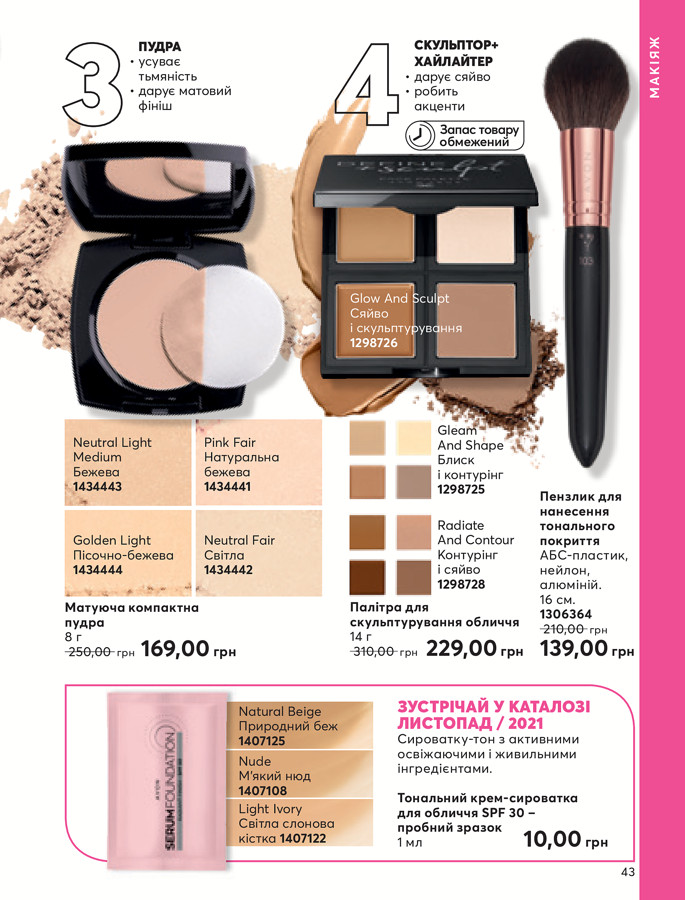 МАКІЯЖ
3
ПУДРА
• усуває
тьмяність
• дарує матовий
фініш
4
СКУЛЬПТОР+
ХАЙЛАЙТЕР
• дарує сяйво
• робить
акценти
Запас товару
обмежений
DEFINE
+ sculpt
AVON
103
Glow And Sculpt
Сяйво
і скульптурування
1298726
Neutral Light
Medium
Бежева
1434443
Pink Fair
Натуральна
бежева
1434441
Golden Light
Пісочно-бежева
1434444
Neutral Fair
Світла
1434442
Матуюча компактна
пудра
8 г
250,00 грн 169,00 грн
Gleam
And Shape
Блиск
і контурінг
1298725
Radiate
And Contour
Контурінг
і сяйво
1298728
Палітра для
скульптурування обличчя
14 г
310,00 грн 229,00 грн
Пензлик для
нанесення
тонального
покриття
АБС-пластик,
нейлон,
алюміній.
16 см.
1306364
210,00 грн
139,00 грн
AVON
SERUMFOUNDATION
Natural Beige
Природний беж
1407125
Nude
М'який нюд
1407108
Light Ivory
Світла слонова
кістка 1407122
ЗУСТРІЧАЙ У КАТАЛОЗІ
ЛИСТОПАД / 2021
Сироватку-тон з активними
освіжаючими і живильними
інгредієнтами.
Тональний крем-сироватка
для обличчя SPF 30 –
пробний зразок
1 мл
10,00 грн
43